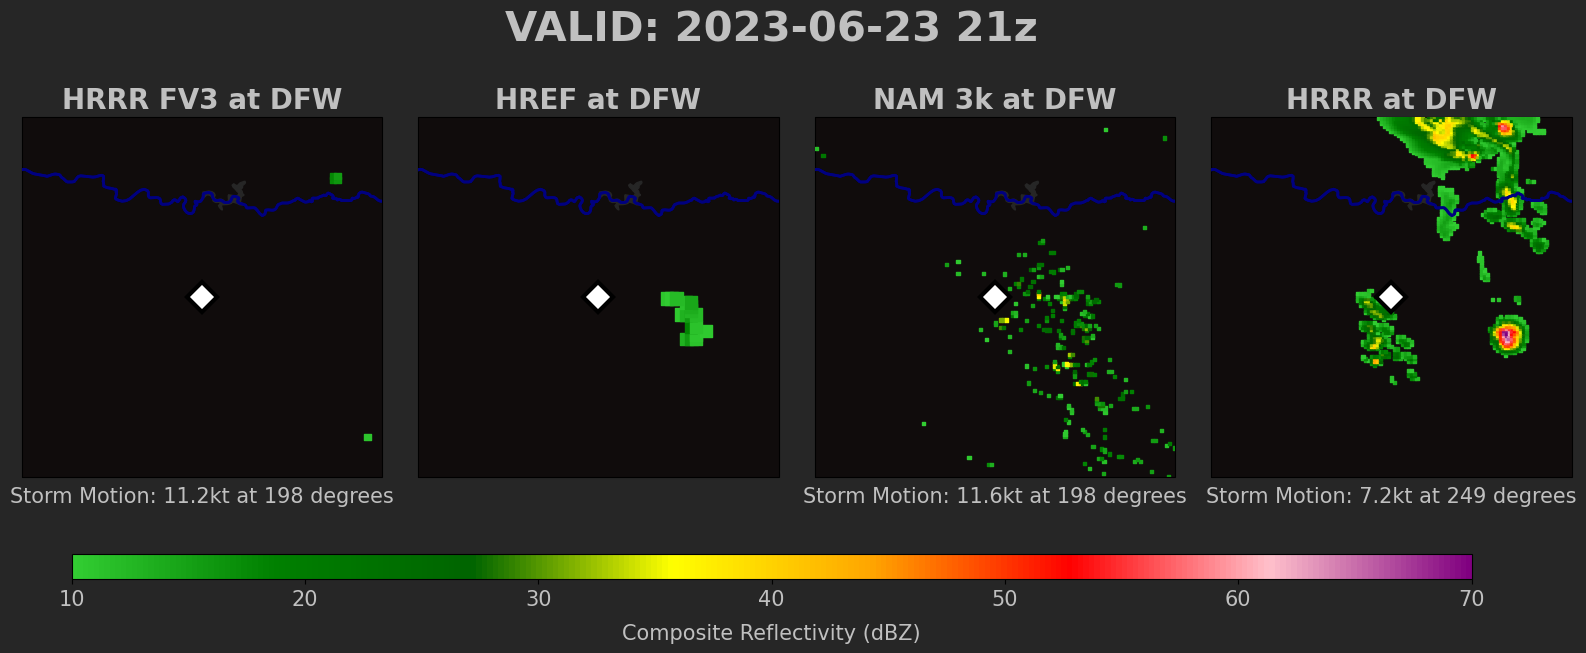 VALID: 2023-06-23 21z
HRRR FV3 at DFW
HREF at DFW
NAM 3k at DFW
HRRR at DFW
Storm Motion: 11.2kt at 198 degrees
Storm Motion: 11.6kt at 198 degrees
Storm Motion: 7.2kt at 249 degrees
10 20 30 40 50 60 70
Composite Reflectivity (dBZ)